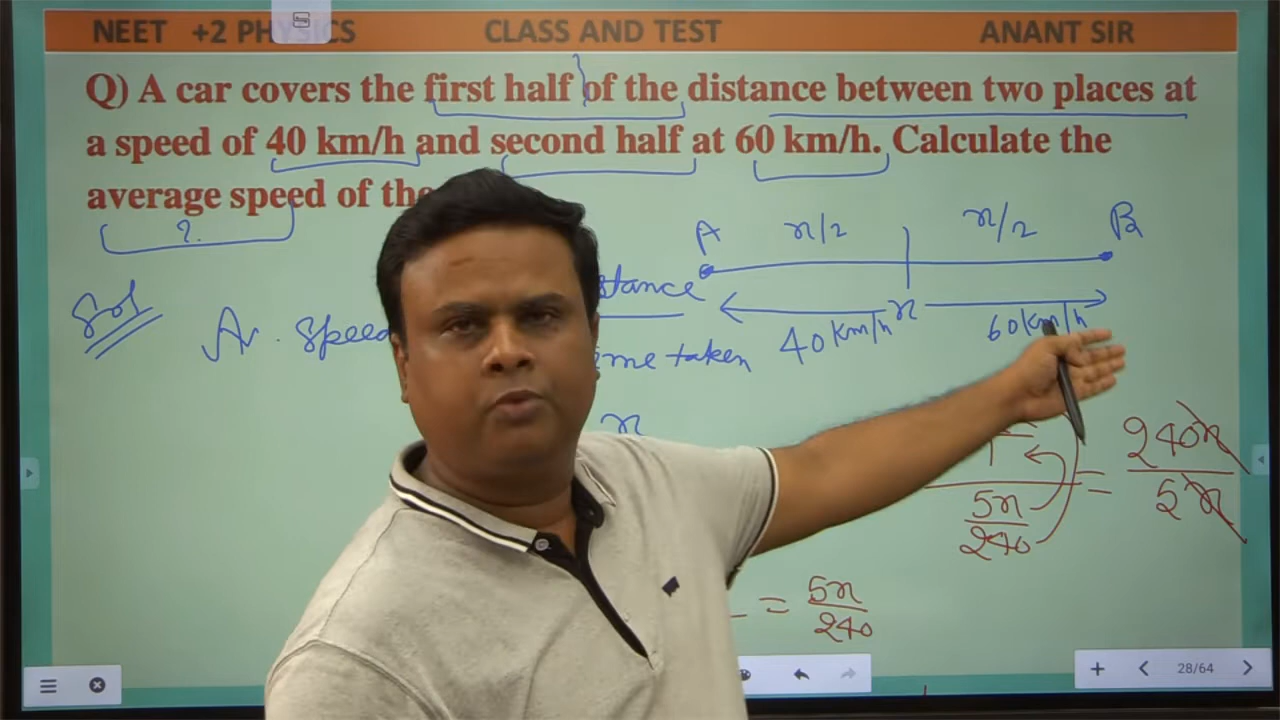 NEET +2 PHYSICS CLASS AND TEST ANANT SIR
Q) A car covers the first half of the distance between two places at
a speed of 40 km/h and second half at 60 km/h. Calculate the
average speed of the
?
A x/2 x/2 B
Sol
Av. Speed stance
x
40 km/h 60 km/h
time taken
x
1
5x
240
= 240x
5x
= 5x
240
28/64